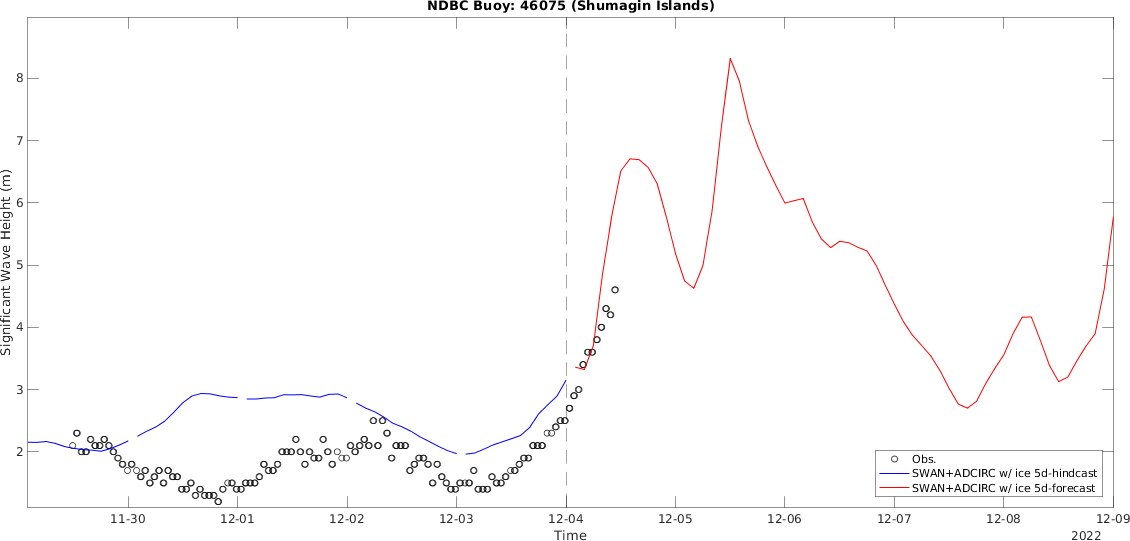 NDBC Buoy: 46075 (Shumagin Islands)
Significant Wave Height (m)
8
7
6
5
4
3
2
11-30 12-01 12-02 12-03 12-04 12-05 12-06 12-07 12-08 12-09
Time
2022
Obs.
SWAN+ADCIRC w/ ice 5d-hindcast
SWAN+ADCIRC w/ ice 5d-forecast